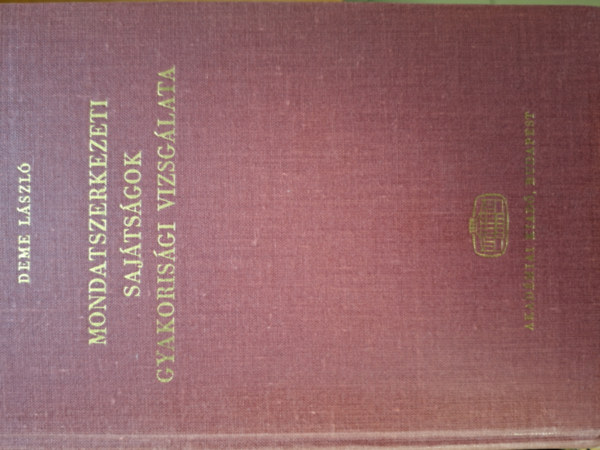 DEME LÁSZLÓ
MONDATSZERKEZETI
SAJÁTSÁGOK
GYAKORISÁGI VIZSGÁLATA
AKADÉMIAI KIADÓ, BUDAPEST